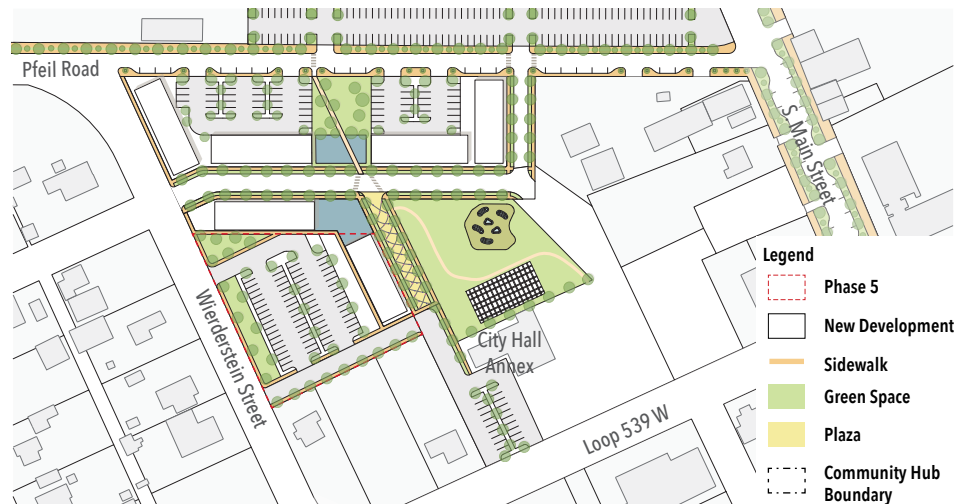 Pfeil Road
S. Main Street
Wierderstein Street
City Hall
Annex
Loop 539 W
Legend
Phase 5
New Development
Sidewalk
Green Space
Plaza
Community Hub
Boundary